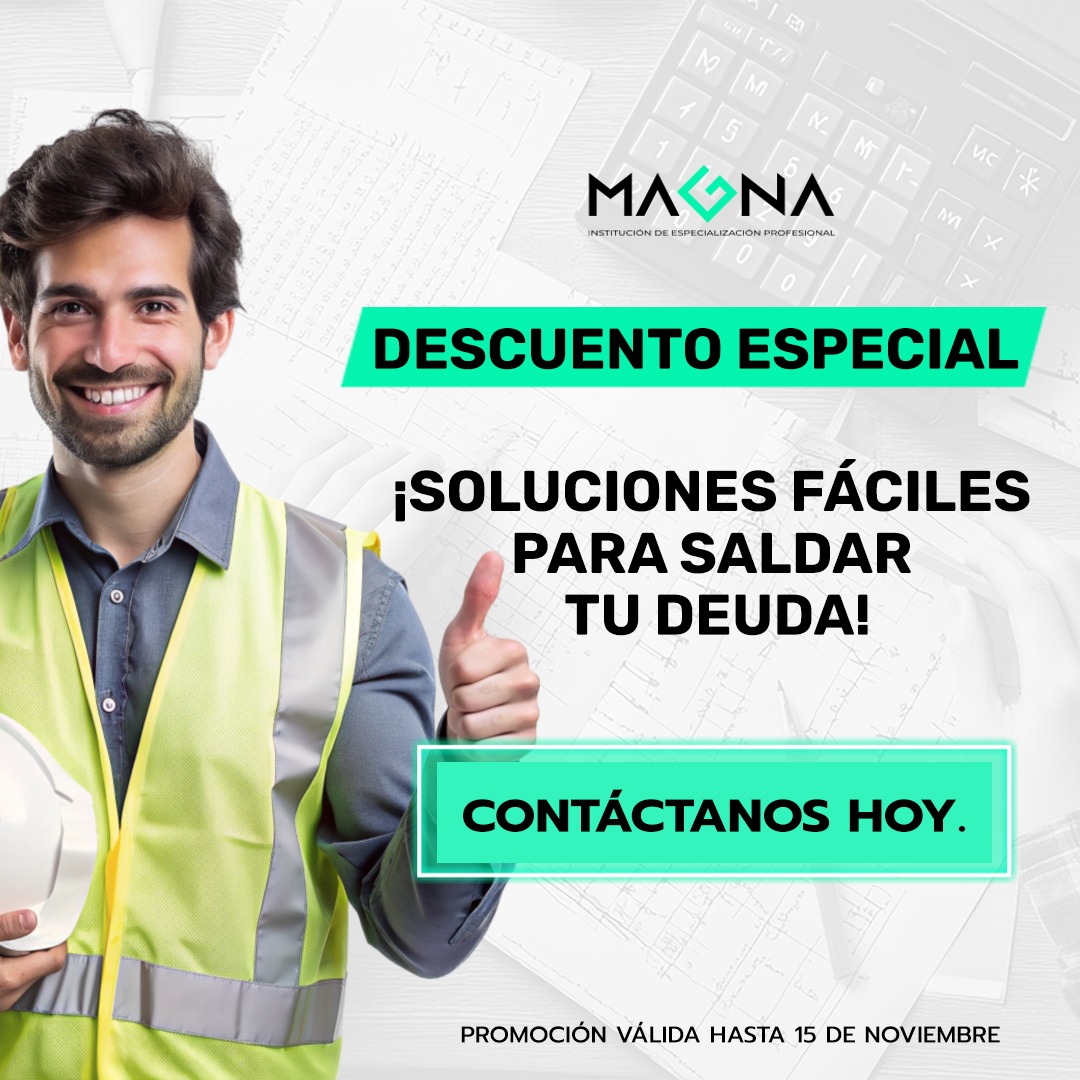 MAGNA
INSTITUCIÓN DE ESPECIALIZACIÓN PROFESIONAL
DESCUENTO ESPECIAL
¡SOLUCIONES FÁCILES
PARA SALDAR
TU DEUDA!
CONTÁCTANOS HOY.
PROMOCIÓN VÁLIDA HASTA 15 DE NOVIEMBRE